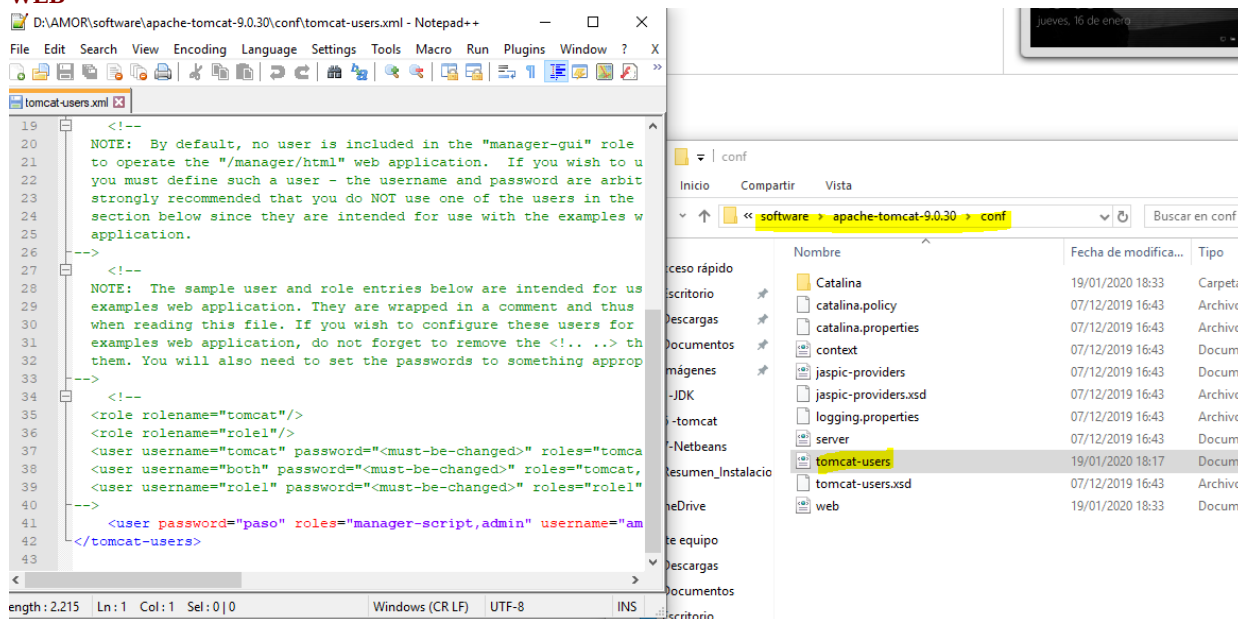 WEB
D:\AMOR\software\apache-tomcat-9.0.30\conf\tomcat-users.xml - Notepad++
File Edit Search View Encoding Language Settings Tools Macro Run Plugins Window ? X
tomcat-users.xml
19 <!--
20 NOTE: By default, no user is included in the "manager-gui" role
21 to operate the "/manager/html" web application. If you wish to u
22 you must define such a user - the username and password are arbit
23 strongly recommended that you do NOT use one of the users in the
24 section below since they are intended for use with the examples w
25 application.
26 -->
27 <!--
28 NOTE: The sample user and role entries below are intended for us
29 examples web application. They are wrapped in a comment and thus
30 when reading this file. If you wish to configure these users for
31 examples web application, do not forget to remove the <!.. ..> th
32 them. You will also need to set the passwords to something approp
33 -->
34 <!--
35 <role rolename="tomcat"/>
36 <role rolename="role1"/>
37 <user username="tomcat" password="<must-be-changed>" roles="tomca
38 <user username="both" password="<must-be-changed>" roles="tomcat,
39 <user username="role1" password="<must-be-changed>" roles="role1"
40 -->
41 <user password="paso" roles="manager-script,admin" username="am
42 </tomcat-users>
43
ength : 2.215 Ln : 1 Col : 1 Sel : 0 | 0 Windows (CR LF) UTF-8 INS
jueves, 16 de enero
conf
Inicio Compartir Vista
« software › apache-tomcat-9.0.30 › conf
Buscar en conf
Nombre Fecha de modifica... Tipo
cceso rápido
scritorio
Descargas
Documentos
mágenes
-JDK
-tomcat
-Netbeans
Resumen_Instalacio
neDrive
te equipo
Descargas
Documentos
scritorio
Catalina 19/01/2020 18:33 Carpeta
catalina.policy 07/12/2019 16:43 Archivo
catalina.properties 07/12/2019 16:43 Archivo
context 07/12/2019 16:43 Docum
jaspic-providers 07/12/2019 16:43 Docum
jaspic-providers.xsd 07/12/2019 16:43 Archivo
logging.properties 07/12/2019 16:43 Archivo
server 07/12/2019 16:43 Docum
tomcat-users 19/01/2020 18:17 Docum
tomcat-users.xsd 07/12/2019 16:43 Archivo
web 19/01/2020 18:33 Docum